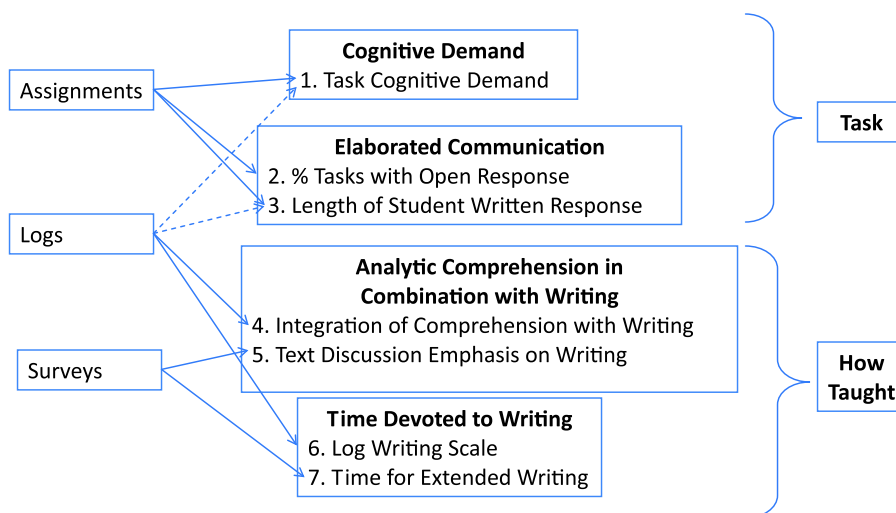 Cognitive Demand
1. Task Cognitive Demand
Assignments
Task
Elaborated Communication
2. % Tasks with Open Response
3. Length of Student Written Response
Logs
Analytic Comprehension in
Combination with Writing
4. Integration of Comprehension with Writing
5. Text Discussion Emphasis on Writing
Surveys
How
Taught
Time Devoted to Writing
6. Log Writing Scale
7. Time for Extended Writing